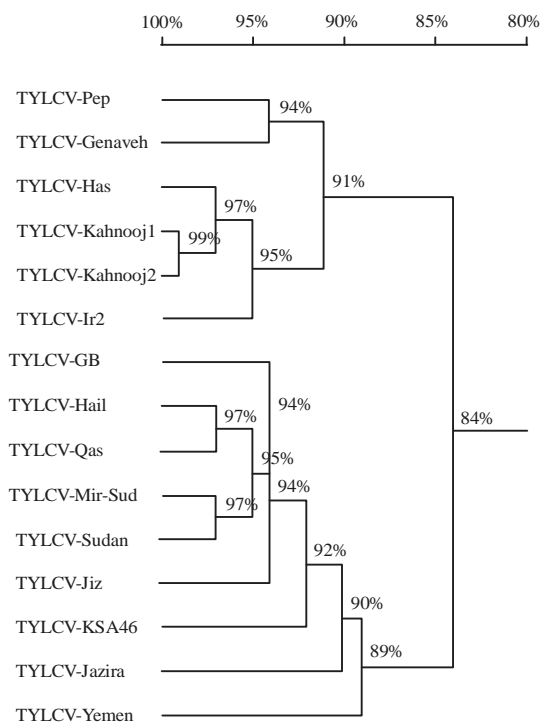 100% 95% 90% 85% 80%
TYLCV-Pep
94%
TYLCV-Genaveh
91%
TYLCV-Has
97%
TYLCV-Kahnooj1
99%
95%
TYLCV-Kahnooj2
TYLCV-Ir2
TYLCV-GB
94%
TYLCV-Hail
97%
84%
TYLCV-Qas
95%
94%
TYLCV-Mir-Sud
97%
TYLCV-Sudan
92%
TYLCV-Jiz
90%
TYLCV-KSA46
89%
TYLCV-Jazira
TYLCV-Yemen